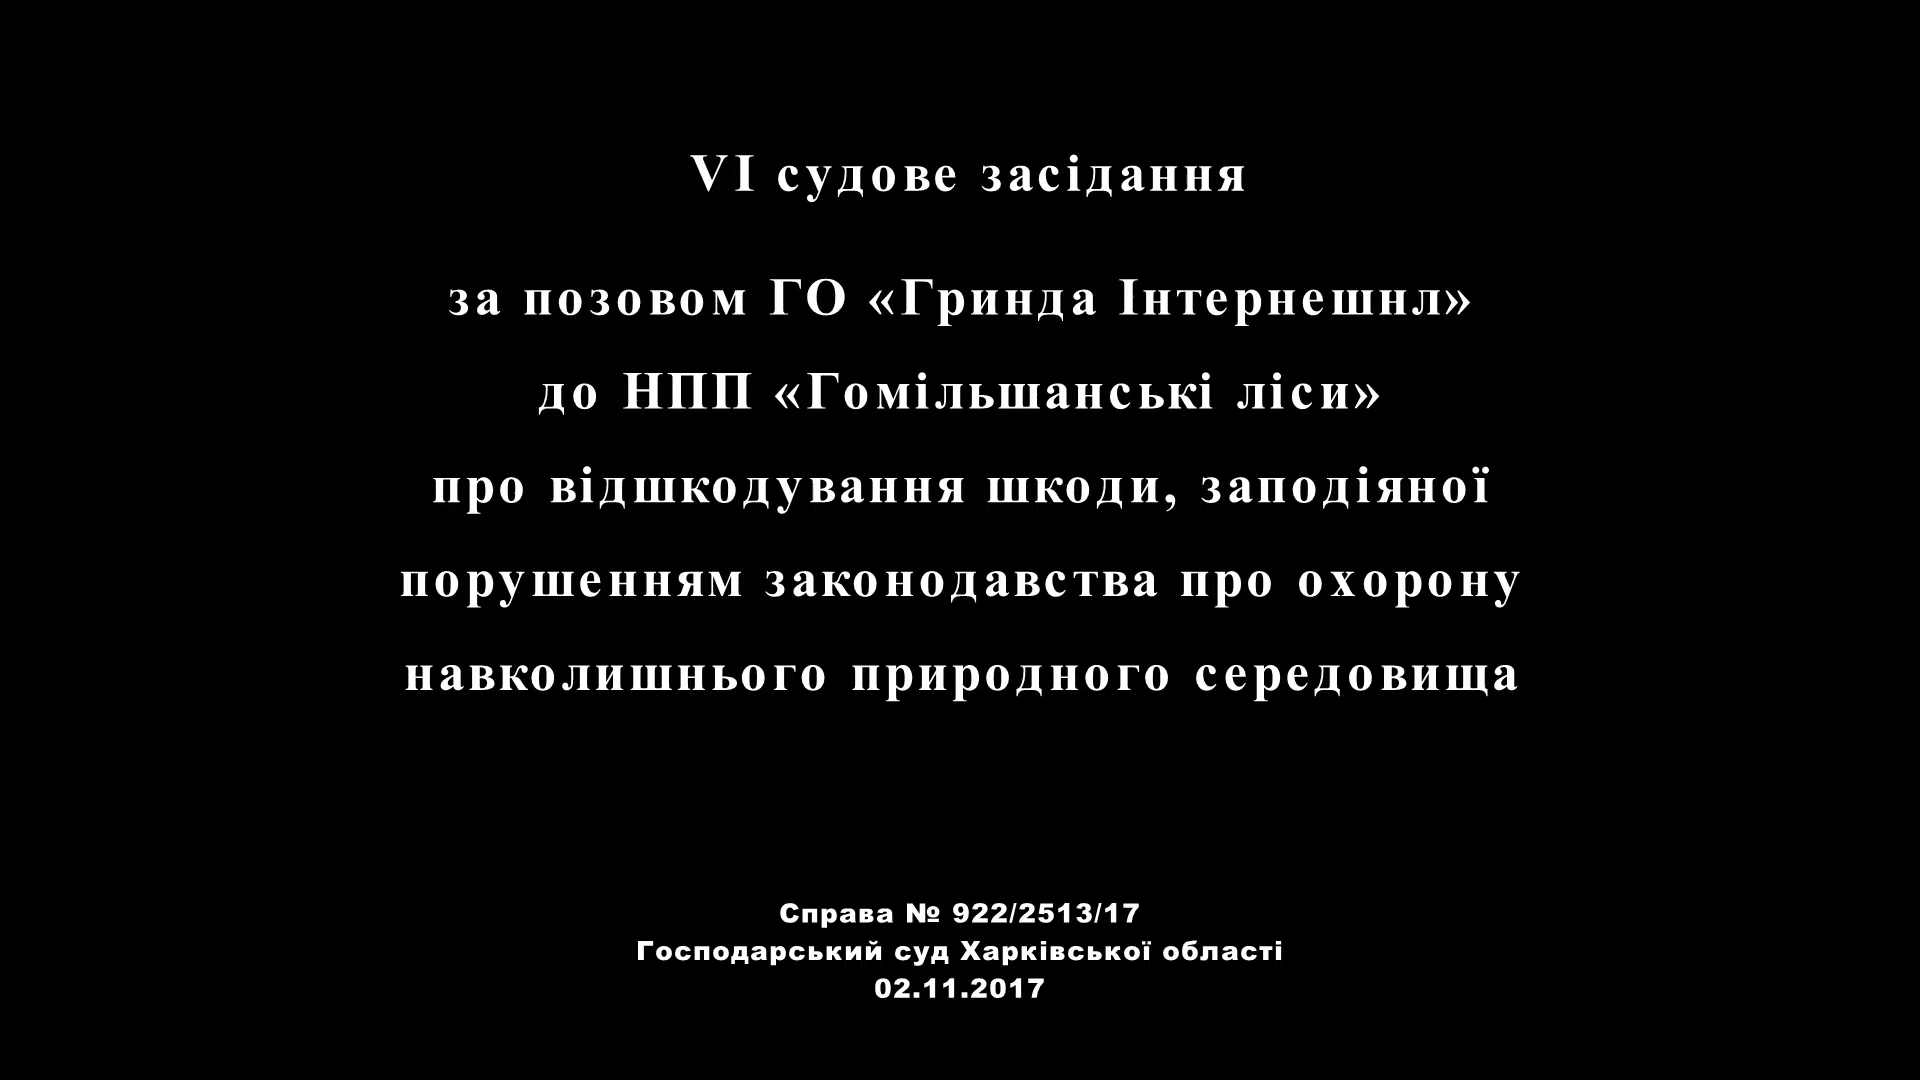 VI судове засідання
за позовом ГО «Гринда Інтернешнл»
до НПП «Гомільшанські ліси»
про відшкодування шкоди, заподіяної
порушенням законодавства про охорону
навколишнього природного середовища
Справа № 922/2513/17
Господарський суд Харківської області
02.11.2017